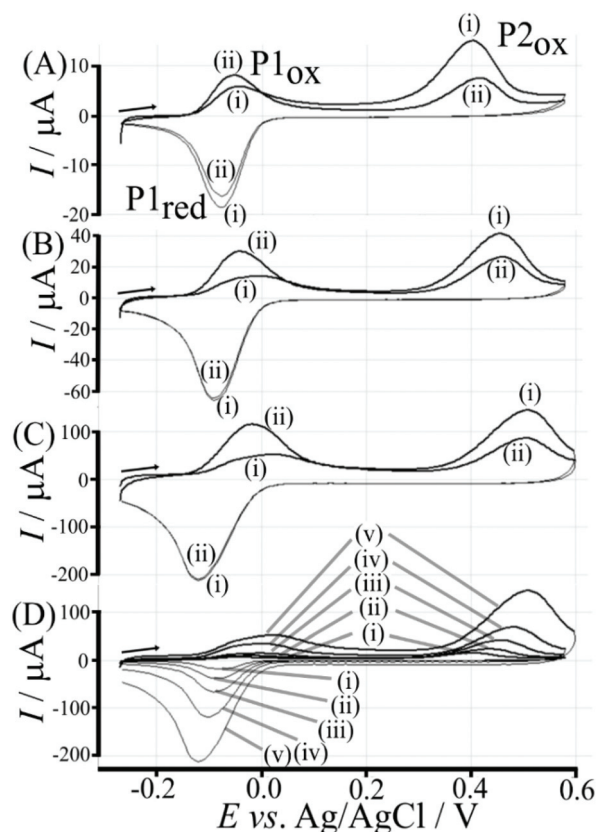 (A)
10
0
-10
-20
I / µA
(ii)
P1ox
(i)
(i)
P2ox
(ii)
(ii)
P1red
(i)
(B)
40
20
0
-20
-40
-60
I / µA
(ii)
(i)
(i)
(ii)
(ii)
(i)
(C)
100
0
-100
-200
I / µA
(ii)
(i)
(i)
(ii)
(ii)
(i)
(D)
100
0
-100
-200
I / µA
(v)
(iv)
(iii)
(ii)
(i)
(i)
(ii)
(iii)
(v)
(iv)
-0.2
0.0
0.2
0.4
0.6
E vs. Ag/AgCl / V